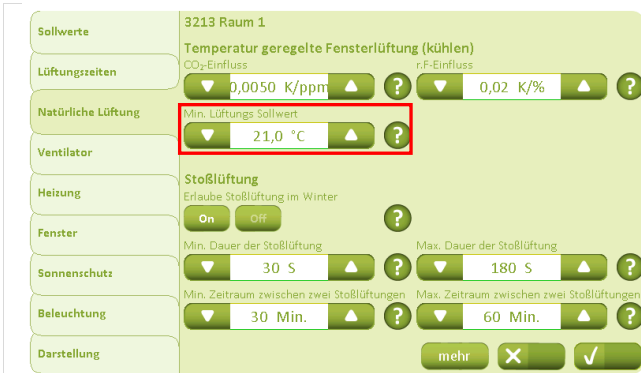 3213 Raum 1
Sollwerte
Lüftungszeiten
Natürliche Lüftung
Ventilator
Heizung
Fenster
Sonnenschutz
Beleuchtung
Darstellung
Temperatur geregelte Fensterlüftung (kühlen)
CO₂-Einfluss r.F-Einfluss
0,0050 K/ppm ? 0,02 K/% ?
Min. Lüftungs Sollwert
21,0 °C ?
Stoßlüftung
Erlaube Stoßlüftung im Winter
On Off ?
Min. Dauer der Stoßlüftung Max. Dauer der Stoßlüftung
30 S ? 180 S ?
Min. Zeitraum zwischen zwei Stoßlüftungen Max. Zeitraum zwischen zwei Stoßlüftungen
30 Min. ? 60 Min. ?
mehr